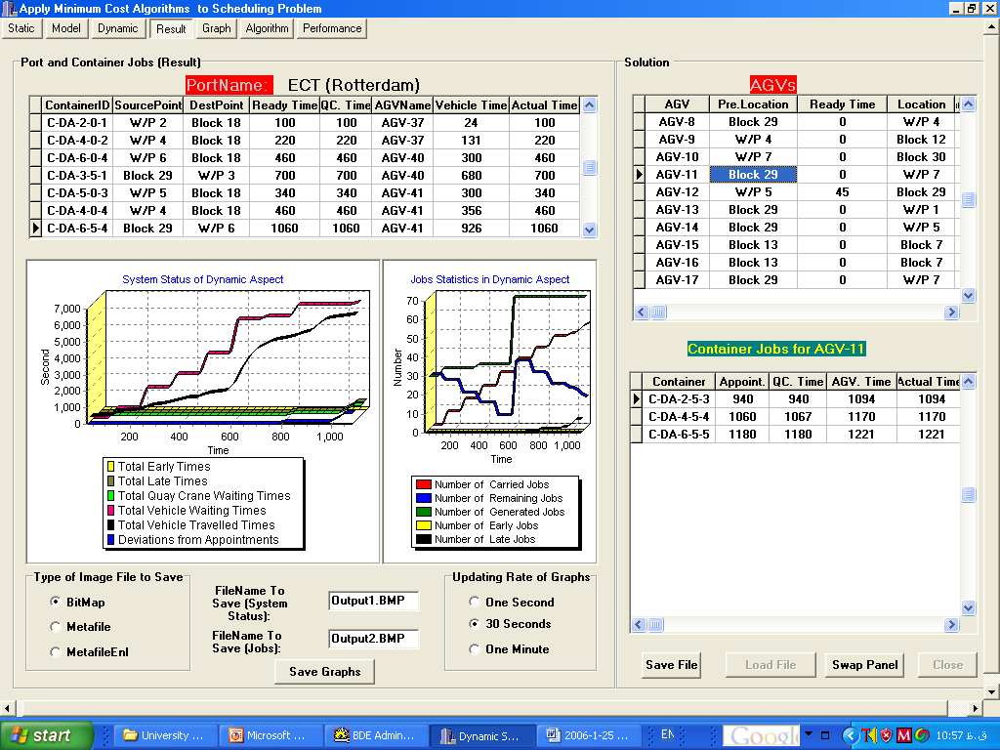 Apply Minimum Cost Algorithms to Scheduling Problem
Static Model Dynamic Result Graph Algorithm Performance
Port and Container Jobs (Result)
PortName: ECT (Rotterdam)
ContainerID SourcePoint DestPoint Ready Time QC. Time AGVName Vehicle Time Actual Time
C-DA-2-0-1 W/P 2 Block 18 100 100 AGV-37 24 100
C-DA-4-0-2 W/P 4 Block 18 220 220 AGV-37 131 220
C-DA-6-0-4 W/P 6 Block 18 460 460 AGV-40 300 460
C-DA-3-5-1 Block 29 W/P 3 700 700 AGV-40 680 700
C-DA-5-0-3 W/P 5 Block 18 340 340 AGV-41 300 340
C-DA-4-0-4 W/P 4 Block 18 460 460 AGV-41 356 460
C-DA-6-5-4 Block 29 W/P 6 1060 1060 AGV-41 926 1060
System Status of Dynamic Aspect
7,000
6,000
5,000
4,000
3,000
2,000
1,000
0
Second
200 400 600 800 1,000
Time
Total Early Times
Total Late Times
Total Quay Crane Waiting Times
Total Vehicle Waiting Times
Total Vehicle Travelled Times
Deviations from Appointments
Jobs Statistics in Dynamic Aspect
70
60
50
40
30
20
10
0
Number
200 400 600 800 1,000
Time
Number of Carried Jobs
Number of Remaining Jobs
Number of Generated Jobs
Number of Early Jobs
Number of Late Jobs
Type of Image File to Save
BitMap
Metafile
MetafileEnl
FileName To
Save (System
Status):
Output1.BMP
FileName To
Save (Jobs):
Output2.BMP
Save Graphs
Updating Rate of Graphs
One Second
30 Seconds
One Minute
Solution
AGVs
AGV Pre.Location Ready Time Location
AGV-8 Block 29 0 W/P 4
AGV-9 W/P 4 0 Block 12
AGV-10 W/P 7 0 Block 30
AGV-11 Block 29 0 W/P 7
AGV-12 W/P 5 45 Block 29
AGV-13 Block 29 0 W/P 1
AGV-14 Block 29 0 W/P 5
AGV-15 Block 13 0 Block 7
AGV-16 Block 13 0 Block 7
AGV-17 Block 29 0 W/P 7
Container Jobs for AGV-11
Container Appoint. QC. Time AGV. Time Actual Time
C-DA-2-5-3 940 940 1094 1094
C-DA-4-5-4 1060 1067 1170 1170
C-DA-6-5-5 1180 1180 1221 1221
Save File Load File Swap Panel Close
start University ... Microsoft ... BDE Admin... Dynamic S... 2006-1-25 ... EN Google 10:57 ق.ظ